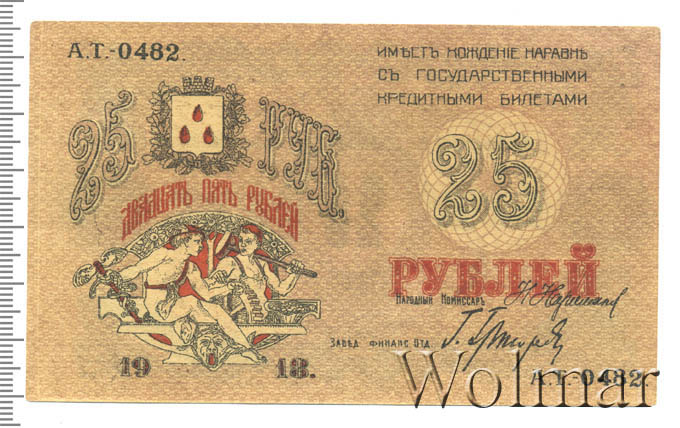 А.Т.-0482.
ИМѢЕТЪ ХОЖДЕНІЕ НАРАВНѢ
СЪ ГОСУДАРСТВЕННЫМИ
КРЕДИТНЫМИ БИЛЕТАМИ
25 РУБ.
ДВАДЦАТЬ ПЯТЬ РУБЛЕЙ
25
РУБЛЕЙ
НАРОДНЫЙ КОМИССАРЪ
ЗАВѢД. ФИНАНС ОТД.
19 18.
А.Т.-0482.
Wolmar